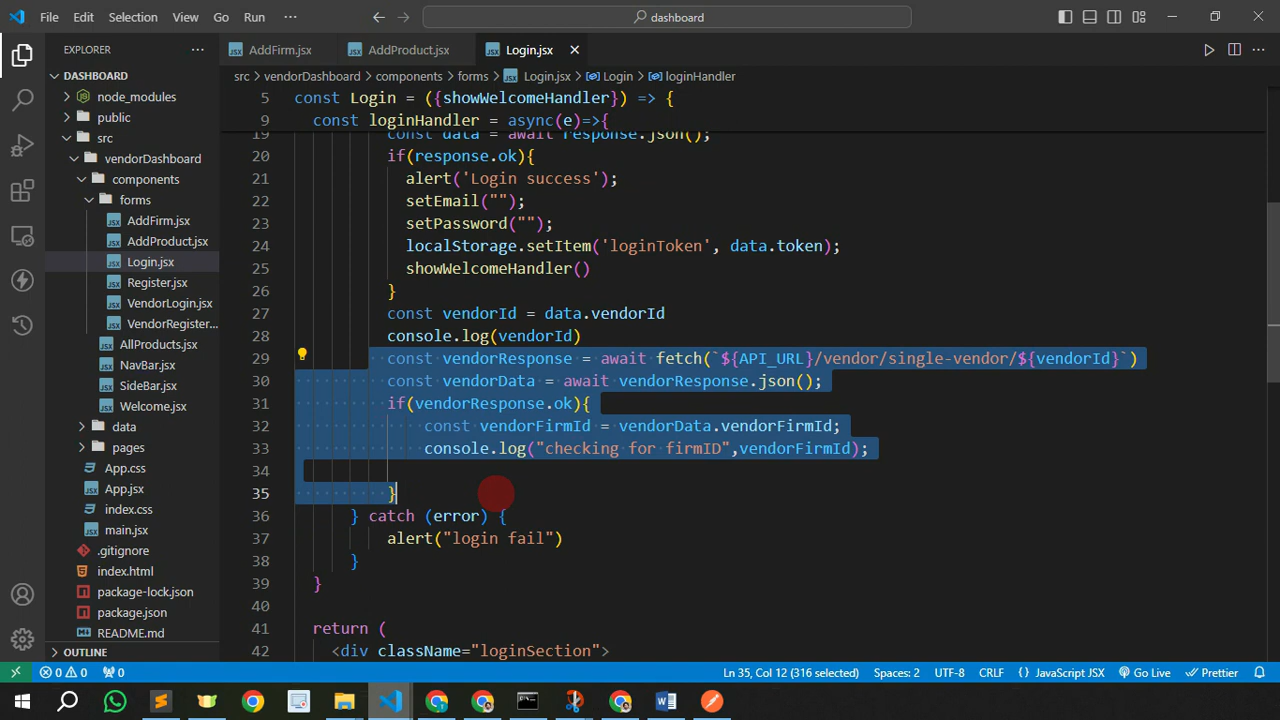 File Edit Selection View Go Run ··· dashboard
EXPLORER ···
AddFirm.jsx AddProduct.jsx Login.jsx
DASHBOARD
node_modules
public
src
vendorDashboard
components
forms
AddFirm.jsx
AddProduct.jsx
Login.jsx
Register.jsx
VendorLogin.jsx
VendorRegister...
AllProducts.jsx
NavBar.jsx
SideBar.jsx
Welcome.jsx
data
pages
App.css
App.jsx
index.css
main.jsx
.gitignore
index.html
package-lock.json
package.json
README.md
OUTLINE
src > vendorDashboard > components > forms > Login.jsx > Login > loginHandler
5 const Login = ({showWelcomeHandler}) => {
9 const loginHandler = async(e)=>{
19 const data = await response.json();
20 if(response.ok){
21 alert('Login success');
22 setEmail("");
23 setPassword("");
24 localStorage.setItem('loginToken', data.token);
25 showWelcomeHandler()
26 }
27 const vendorId = data.vendorId
28 console.log(vendorId)
29 const vendorResponse = await fetch(`${API_URL}/vendor/single-vendor/${vendorId}`)
30 const vendorData = await vendorResponse.json();
31 if(vendorResponse.ok){
32 const vendorFirmId = vendorData.vendorFirmId;
33 console.log("checking for firmID",vendorFirmId);
34
35 }
36 } catch (error) {
37 alert("login fail")
38 }
39 }
40
41 return (
42 <div className="loginSection">
0 0 0 Ln 35, Col 12 (316 selected) Spaces: 2 UTF-8 CRLF { } JavaScript JSX Go Live Prettier